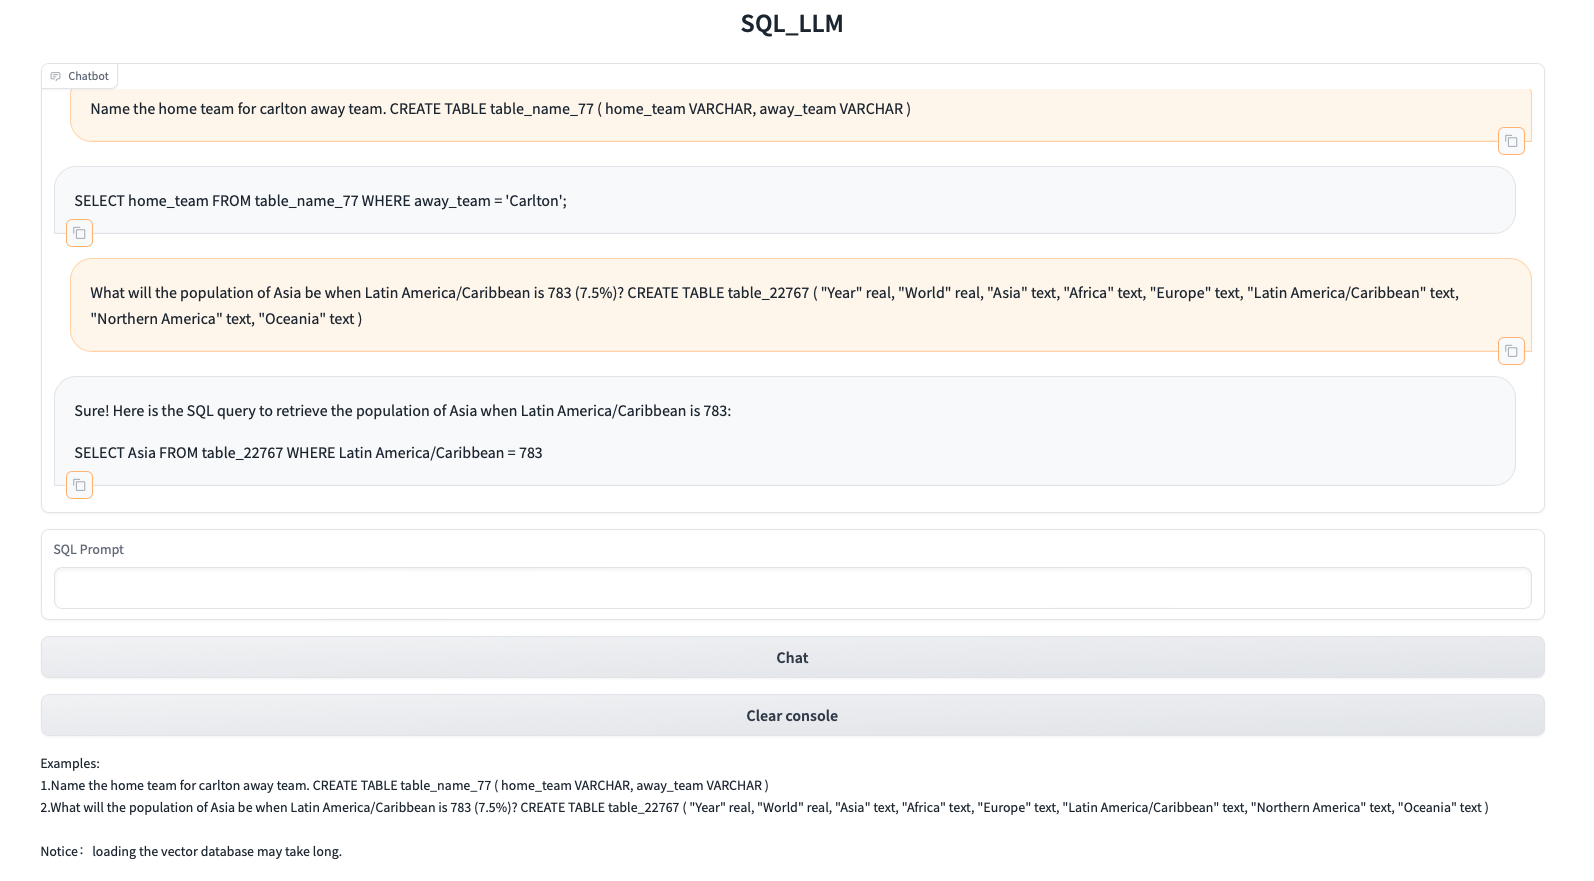 SQL_LLM
Chatbot
Name the home team for carlton away team. CREATE TABLE table_name_77 ( home_team VARCHAR, away_team VARCHAR )
SELECT home_team FROM table_name_77 WHERE away_team = 'Carlton';
What will the population of Asia be when Latin America/Caribbean is 783 (7.5%)? CREATE TABLE table_22767 ( "Year" real, "World" real, "Asia" text, "Africa" text, "Europe" text, "Latin America/Caribbean" text,
"Northern America" text, "Oceania" text )
Sure! Here is the SQL query to retrieve the population of Asia when Latin America/Caribbean is 783:
SELECT Asia FROM table_22767 WHERE Latin America/Caribbean = 783
SQL Prompt
Chat
Clear console
Examples:
1.Name the home team for carlton away team. CREATE TABLE table_name_77 ( home_team VARCHAR, away_team VARCHAR )
2.What will the population of Asia be when Latin America/Caribbean is 783 (7.5%)? CREATE TABLE table_22767 ( "Year" real, "World" real, "Asia" text, "Africa" text, "Europe" text, "Latin America/Caribbean" text, "Northern America" text, "Oceania" text )
Notice：loading the vector database may take long.